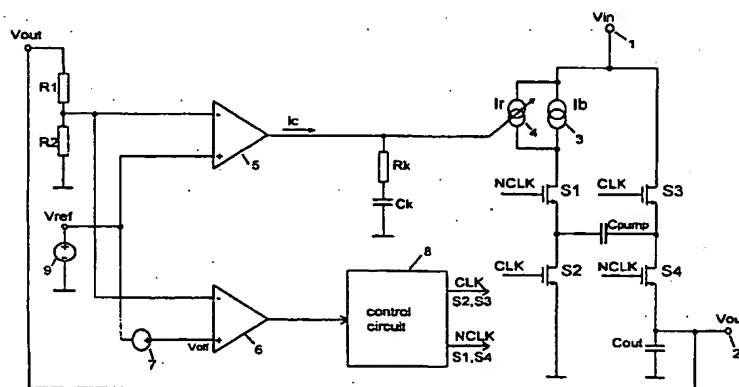 Vin
1
Vout
R1
R2
Ir
Ib
4
3
Ic
5
Rk
Ck
NCLK
S1
CLK
S3
Cpump
Vref
9
8
CLK
S2
NCLK
S4
control
circuit
CLK
S2,S3
NCLK
S1,S4
7
Voff
6
Cout
Vou
2